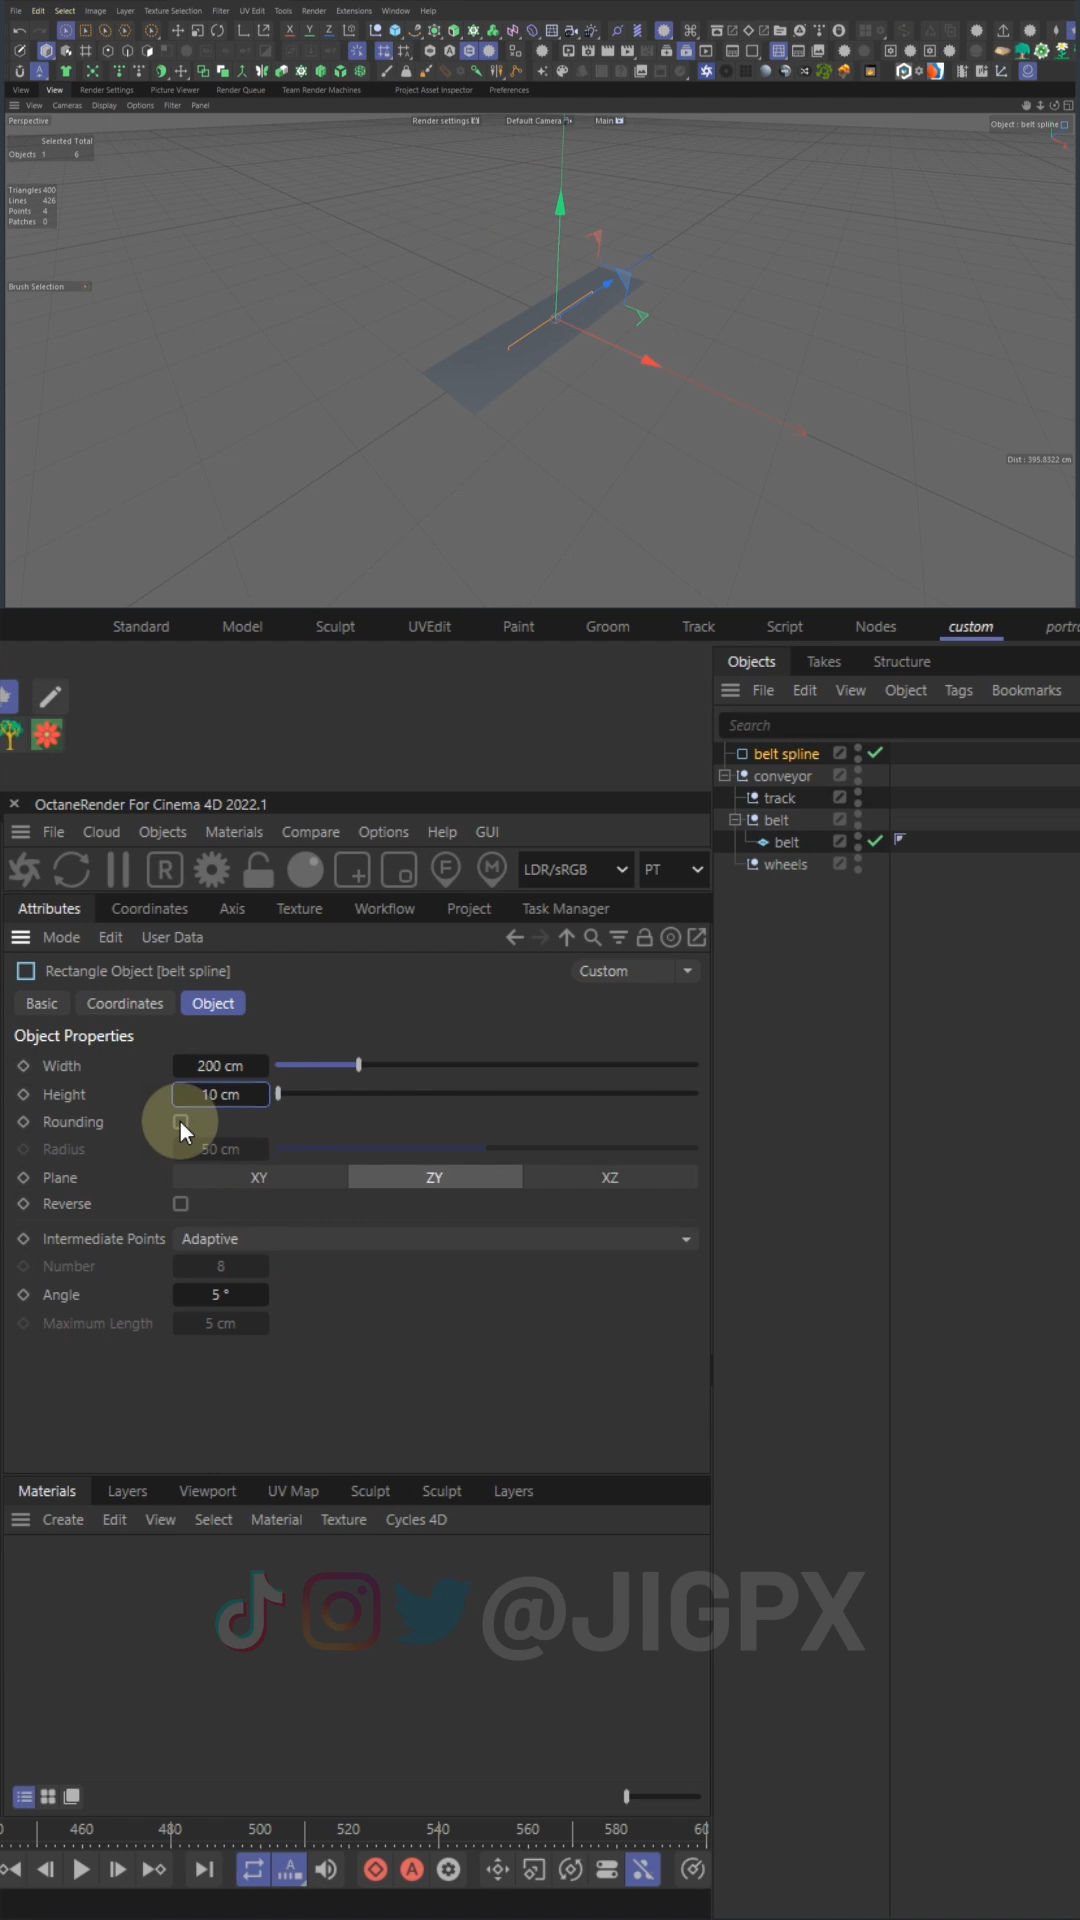 File Edit Select Image Layer Texture Selection Filter UV Edit Tools Render Extensions Window Help
View View Render Settings Picture Viewer Render Queue Team Render Machines Project Asset Inspector Preferences
View Cameras Display Options Filter Panel
Perspective Render settings Default Camera Main Object : belt spline
Selected Total
Objects 1 6
Triangles 400
Lines 426
Points 4
Patches 0
Brush Selection
Dist : 395.8322 cm
Standard Model Sculpt UVEdit Paint Groom Track Script Nodes custom portr
Objects Takes Structure
File Edit View Object Tags Bookmarks
Search
belt spline
conveyor
track
belt
belt
wheels
OctaneRender For Cinema 4D 2022.1
File Cloud Objects Materials Compare Options Help GUI
R F M LDR/sRGB PT
Attributes Coordinates Axis Texture Workflow Project Task Manager
Mode Edit User Data
Rectangle Object [belt spline] Custom
Basic Coordinates Object
Object Properties
Width 200 cm
Height 10 cm
Rounding
Radius 50 cm
Plane XY ZY XZ
Reverse
Intermediate Points Adaptive
Number 8
Angle 5 °
Maximum Length 5 cm
Materials Layers Viewport UV Map Sculpt Sculpt Layers
Create Edit View Select Material Texture Cycles 4D
@JIGPX
460 480 500 520 540 560 580 60